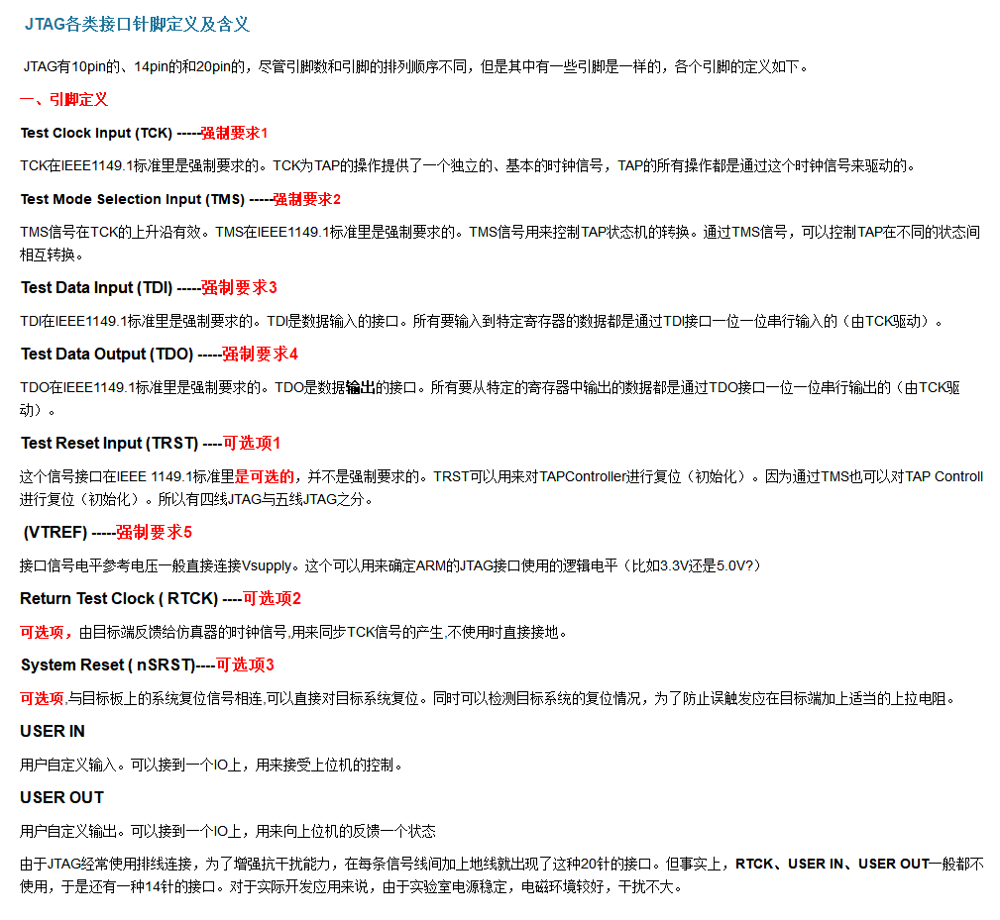 JTAG各类接口针脚定义及含义
JTAG有10pin的、14pin的和20pin的，尽管引脚数和引脚的排列顺序不同，但是其中有一些引脚是一样的，各个引脚的定义如下。
一、引脚定义
Test Clock Input (TCK) -----强制要求1
TCK在IEEE1149.1标准里是强制要求的。TCK为TAP的操作提供了一个独立的、基本的时钟信号，TAP的所有操作都是通过这个时钟信号来驱动的。
Test Mode Selection Input (TMS) -----强制要求2
TMS信号在TCK的上升沿有效。TMS在IEEE1149.1标准里是强制要求的。TMS信号用来控制TAP状态机的转换。通过TMS信号，可以控制TAP在不同的状态间
相互转换。
Test Data Input (TDI) -----强制要求3
TDI在IEEE1149.1标准里是强制要求的。TDI是数据输入的接口。所有要输入到特定寄存器的数据都是通过TDI接口一位一位串行输入的（由TCK驱动）。
Test Data Output (TDO) -----强制要求4
TDO在IEEE1149.1标准里是强制要求的。TDO是数据输出的接口。所有要从特定的寄存器中输出的数据都是通过TDO接口一位一位串行输出的（由TCK驱
动）。
Test Reset Input (TRST) ----可选项1
这个信号接口在IEEE 1149.1标准里是可选的，并不是强制要求的。TRST可以用来对TAPController进行复位（初始化）。因为通过TMS也可以对TAP Controll
进行复位（初始化）。所以有四线JTAG与五线JTAG之分。
(VTREF) -----强制要求5
接口信号电平参考电压一般直接连接Vsupply。这个可以用来确定ARM的JTAG接口使用的逻辑电平（比如3.3V还是5.0V?）
Return Test Clock ( RTCK) ----可选项2
可选项，由目标端反馈给仿真器的时钟信号,用来同步TCK信号的产生,不使用时直接接地。
System Reset ( nSRST)----可选项3
可选项,与目标板上的系统复位信号相连,可以直接对目标系统复位。同时可以检测目标系统的复位情况，为了防止误触发应在目标端加上适当的上拉电阻。
USER IN
用户自定义输入。可以接到一个IO上，用来接受上位机的控制。
USER OUT
用户自定义输出。可以接到一个IO上，用来向上位机的反馈一个状态
由于JTAG经常使用排线连接，为了增强抗干扰能力，在每条信号线间加上地线就出现了这种20针的接口。但事实上，RTCK、USER IN、USER OUT一般都不
使用，于是还有一种14针的接口。对于实际开发应用来说，由于实验室电源稳定，电磁环境较好，干扰不大。